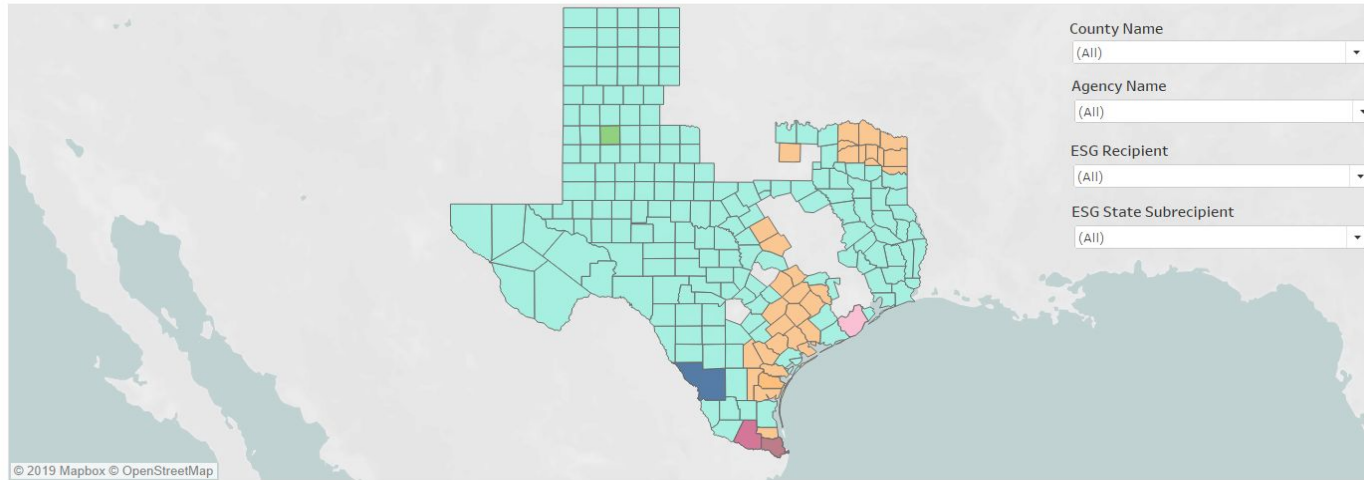 County Name
(All)
Agency Name
(All)
ESG Recipient
(All)
ESG State Subrecipient
(All)
© 2019 Mapbox © OpenStreetMap